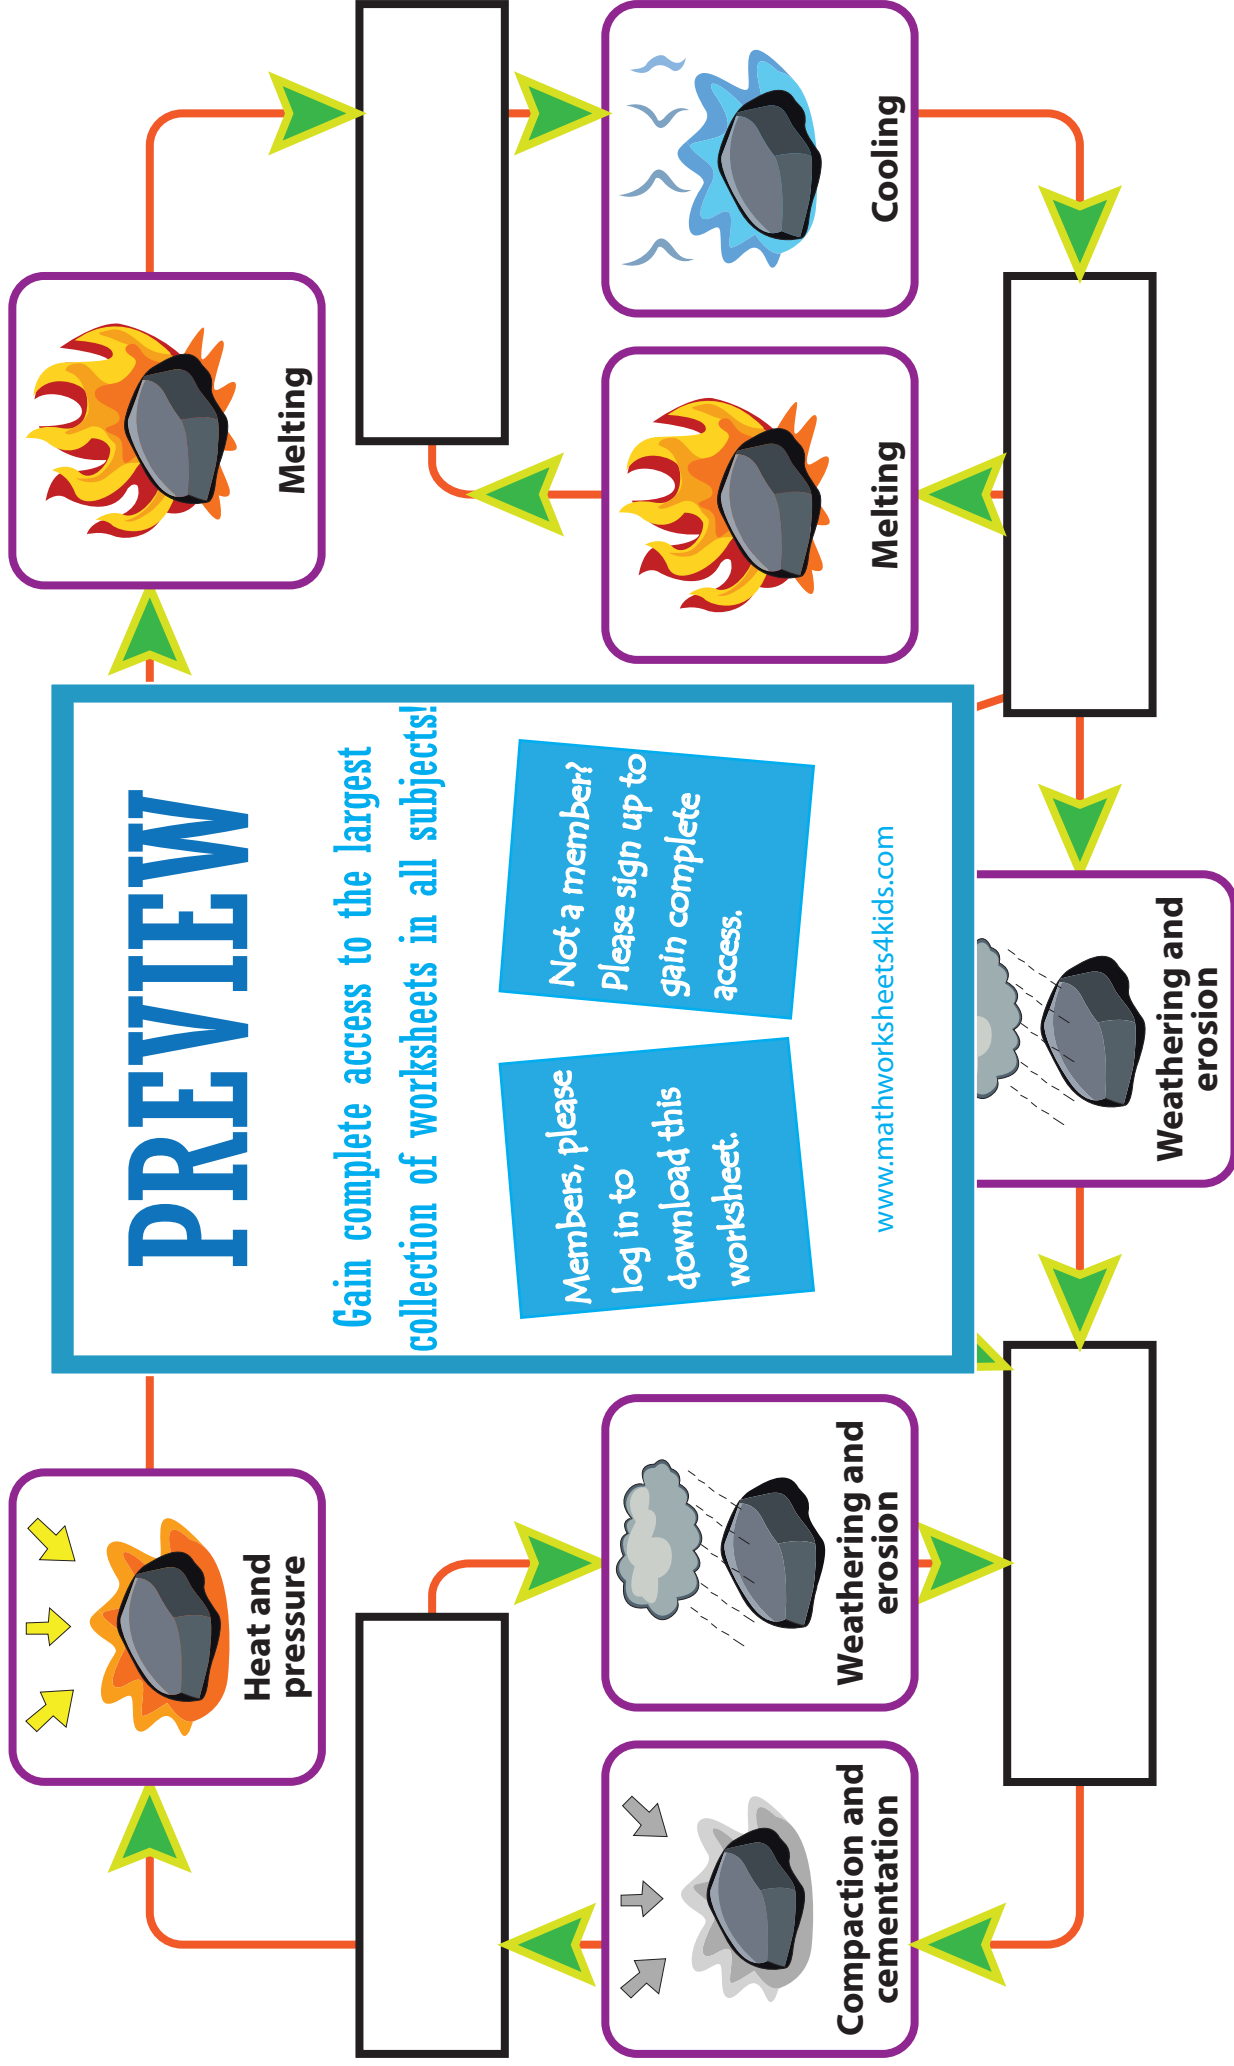 Heat and
pressure
PREVIEW
Gain complete access to the largest
collection of worksheets in all subjects!
Members, please
log in to
download this
worksheet.
Not a member?
Please sign up to
gain complete
access.
www.mathworksheets4kids.com
Melting
Compaction and
cementation
Weathering and
erosion
Melting
Cooling
Weathering and
erosion